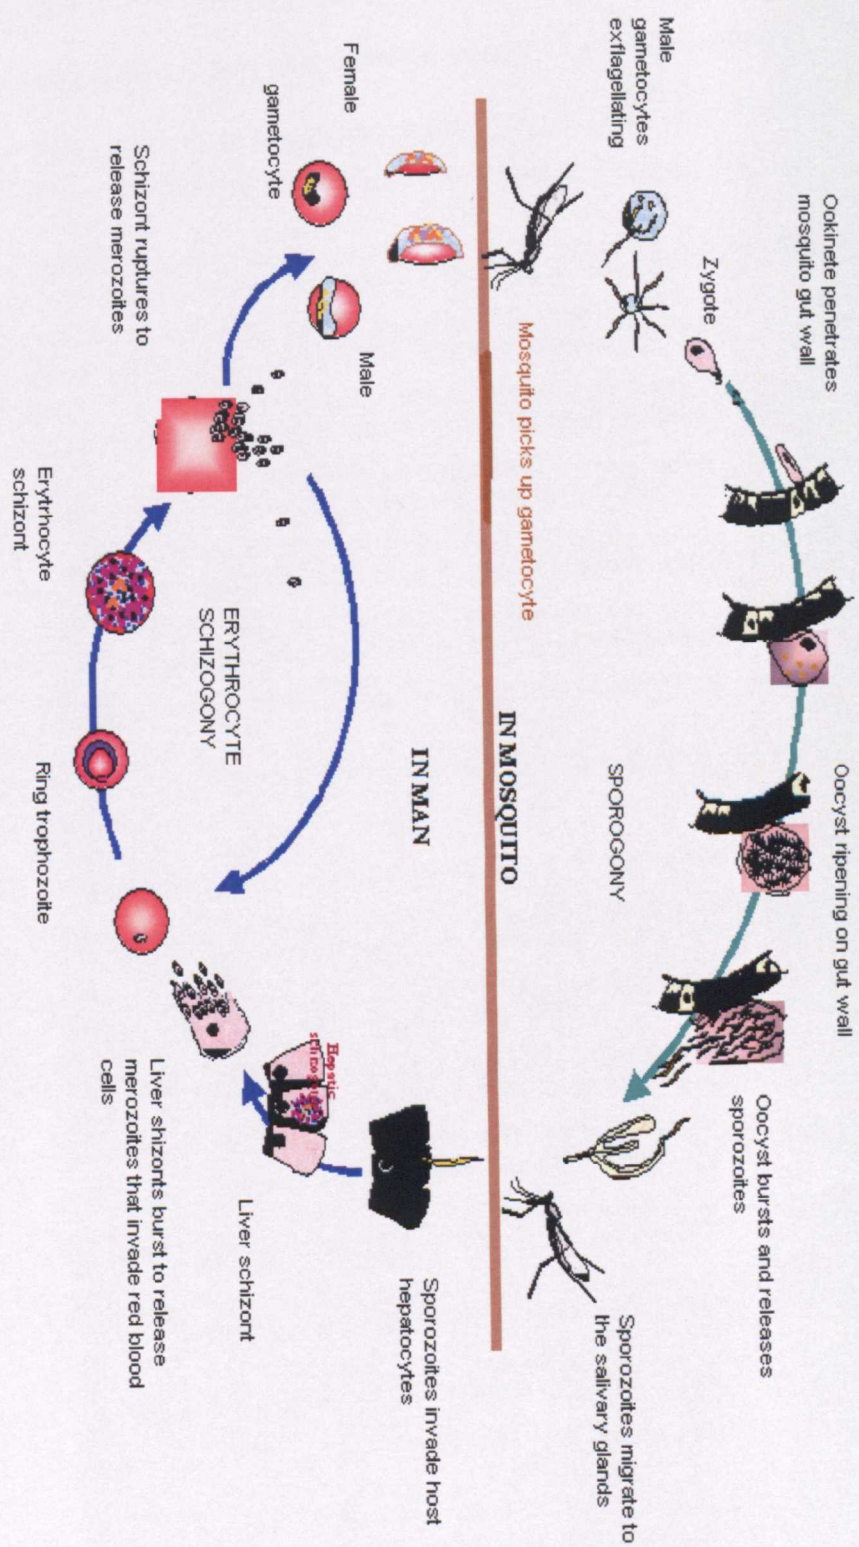 Ookinete penetrates
mosquito gut wall
Oocyst ripening on gut wall
Oocyst bursts and releases
sporozoites
Zygote
Male
gametocytes
exflagellating
SPOROGONY
Sporozoites migrate to
the salivary glands
Mosquito picks up gametocyte
IN MOSQUITO
IN MAN
Sporozoites invade host
hepatocytes
Female
gametocyte
Male
Hepatic
ERYTHROCYTE
SCHIZOGONY
Liver schizont
Schizont ruptures to
release merozoites
Liver shizonts burst to release
merozoites that invade red blood
cells
Erytrhocyte
schizont
Ring trophozoite